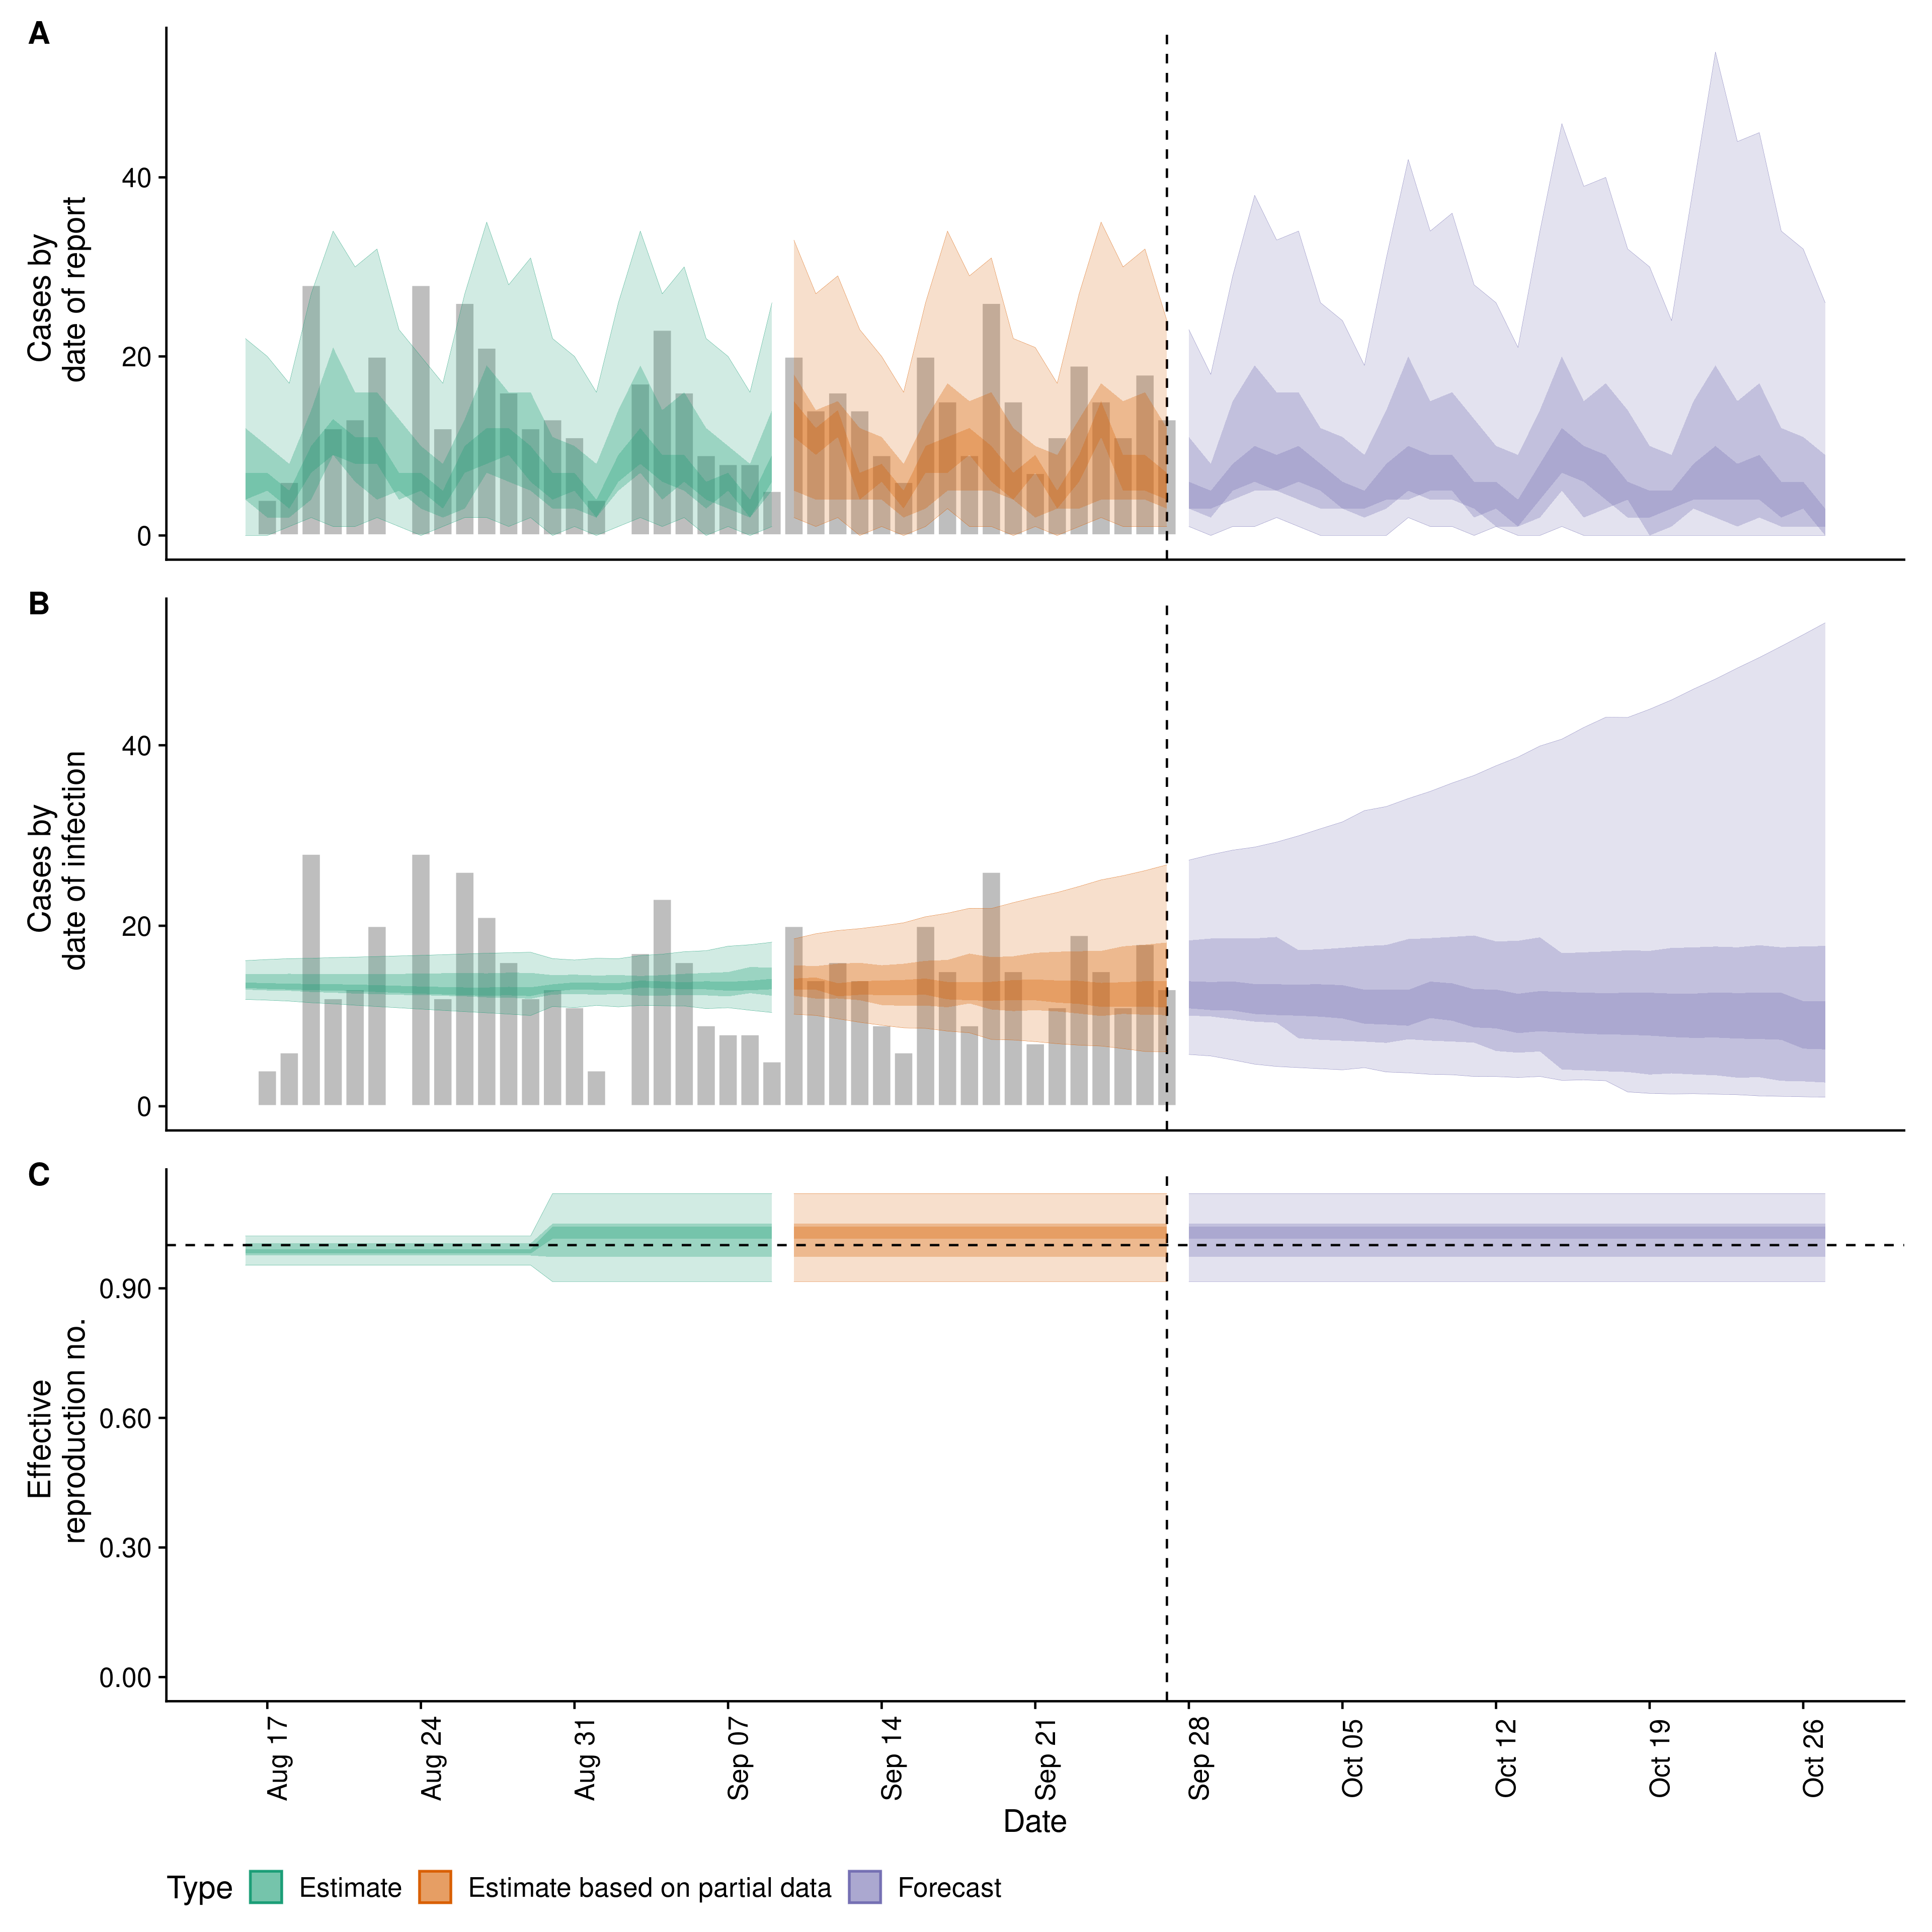 A
Cases by
date of report
40
20
0
B
Cases by
date of infection
40
20
0
C
Effective
reproduction no.
0.90
0.60
0.30
0.00
Aug 17
Aug 24
Aug 31
Sep 07
Sep 14
Sep 21
Sep 28
Oct 05
Oct 12
Oct 19
Oct 26
Date
Type Estimate Estimate based on partial data Forecast